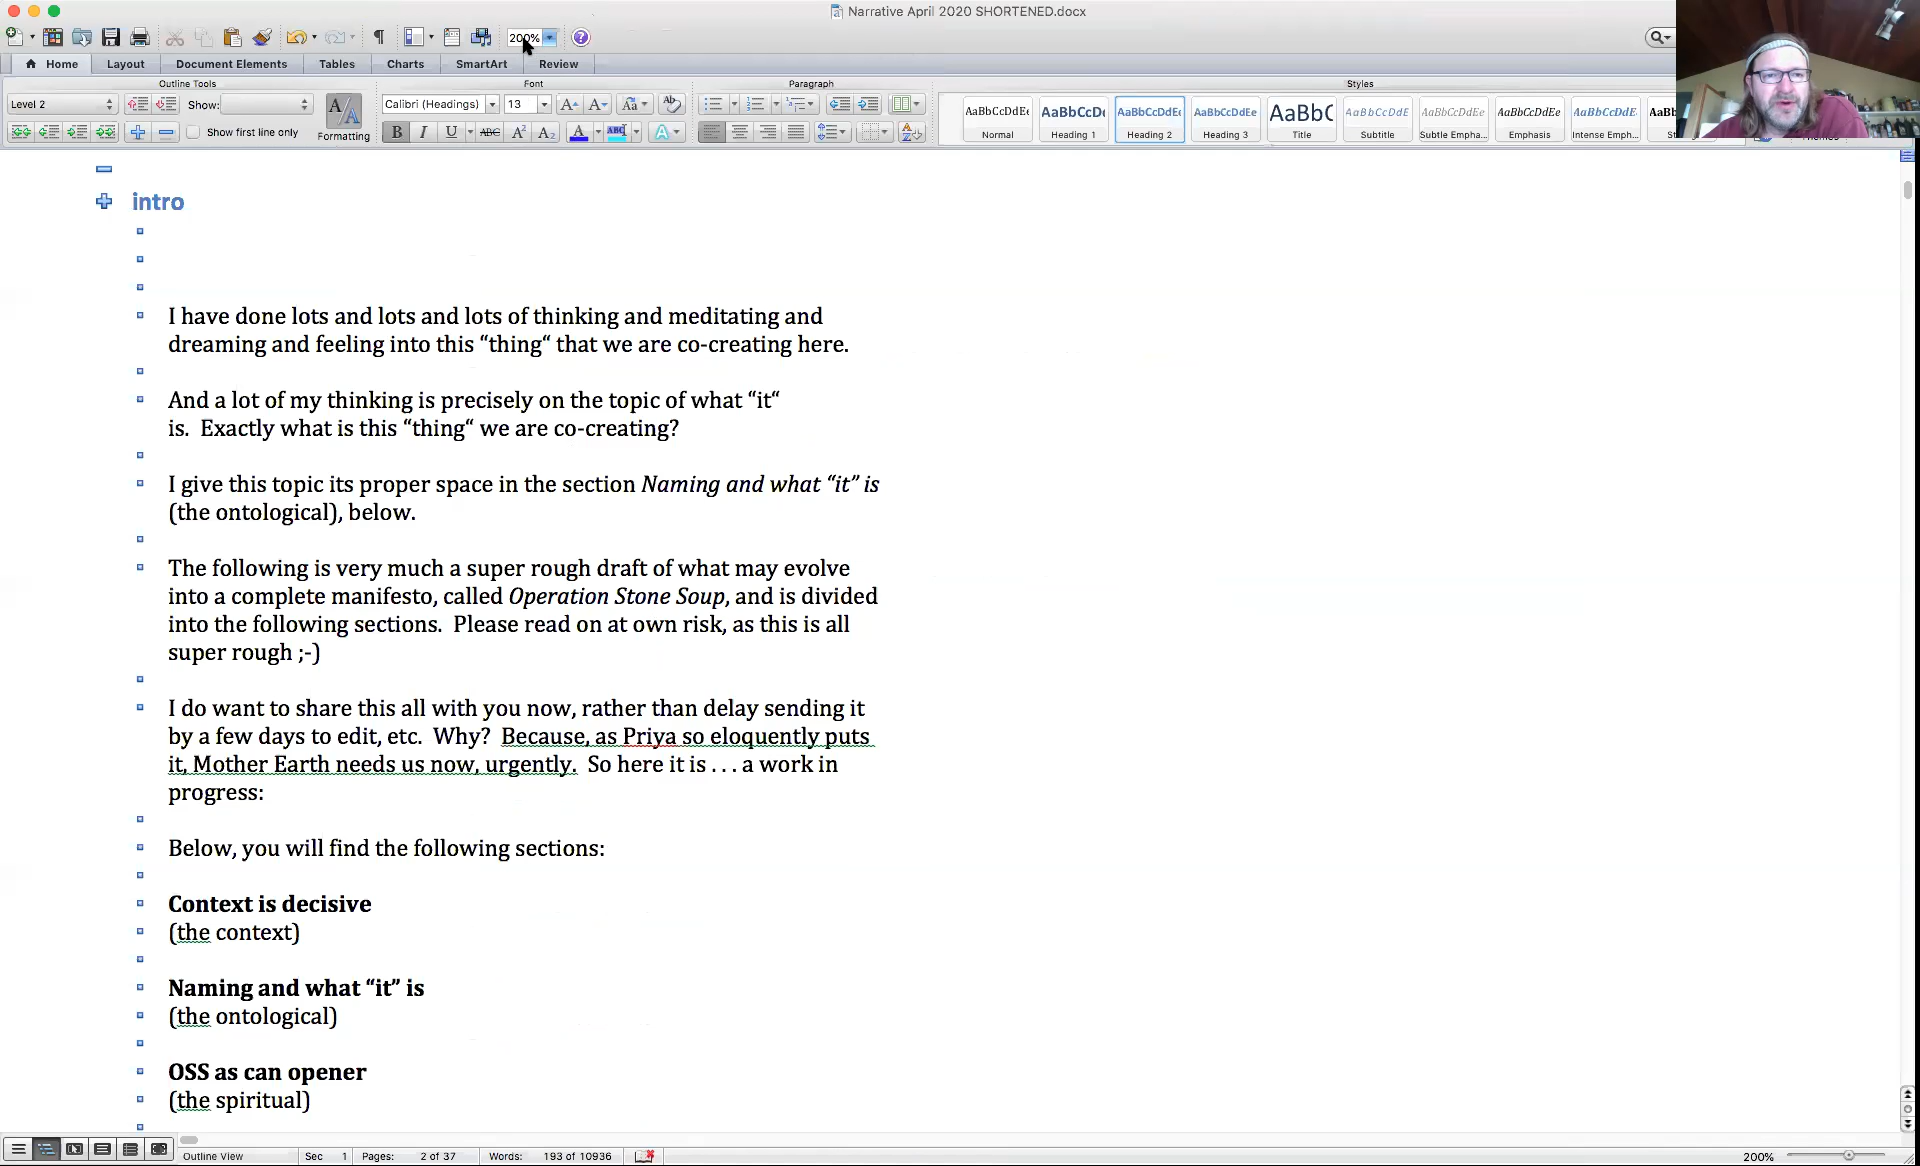 Narrative April 2020 SHORTENED.docx
200%
Home Layout Document Elements Tables Charts SmartArt Review
Outline Tools Font Paragraph Styles
Level 2 Show: Calibri (Headings) 13
Show first line only Formatting
AaBbCcDdEe AaBbCcDc AaBbCcDdEe AaBbCcDdEe AaBbC AaBbCcDdEe AaBbCcDdEe AaBbCcDdEe AaBbCcDdE
Normal Heading 1 Heading 2 Heading 3 Title Subtitle Subtle Empha... Emphasis Intense Emph...
intro
I have done lots and lots and lots of thinking and meditating and
dreaming and feeling into this “thing“ that we are co-creating here.
And a lot of my thinking is precisely on the topic of what “it“
is.  Exactly what is this “thing“ we are co-creating?
I give this topic its proper space in the section Naming and what “it” is
(the ontological), below.
The following is very much a super rough draft of what may evolve
into a complete manifesto, called Operation Stone Soup, and is divided
into the following sections.  Please read on at own risk, as this is all
super rough ;-)
I do want to share this all with you now, rather than delay sending it
by a few days to edit, etc.  Why?  Because, as Priya so eloquently puts
it, Mother Earth needs us now, urgently.  So here it is . . . a work in
progress:
Below, you will find the following sections:
Context is decisive
(the context)
Naming and what “it” is
(the ontological)
OSS as can opener
(the spiritual)
Outline View Sec 1 Pages: 2 of 37 Words: 193 of 10936 200%